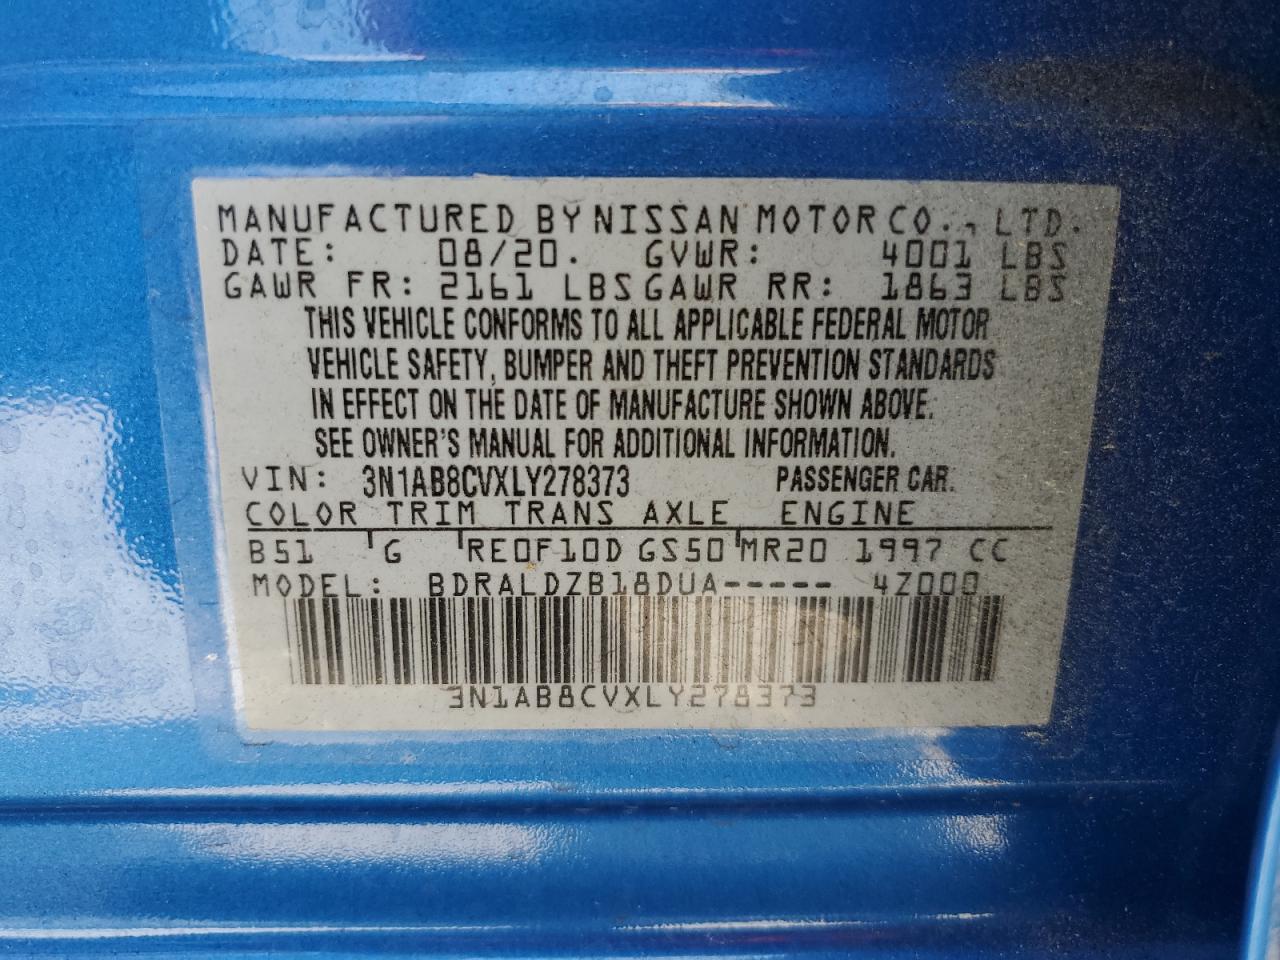 MANUFACTURED BY NISSAN MOTOR CO., LTD.
DATE: 08/20. GVWR: 4001 LBS
GAWR FR: 2161 LBS GAWR RR: 1863 LBS
THIS VEHICLE CONFORMS TO ALL APPLICABLE FEDERAL MOTOR
VEHICLE SAFETY, BUMPER AND THEFT PREVENTION STANDARDS
IN EFFECT ON THE DATE OF MANUFACTURE SHOWN ABOVE.
SEE OWNER'S MANUAL FOR ADDITIONAL INFORMATION.
VIN: 3N1AB8CVXLY278373 PASSENGER CAR.
COLOR TRIM TRANS AXLE ENGINE
B51 G RE0F10D GS50 MR20 1997 CC
MODEL: BDRALDZB18DUA----- 4Z000
3N1AB8CVXLY278373